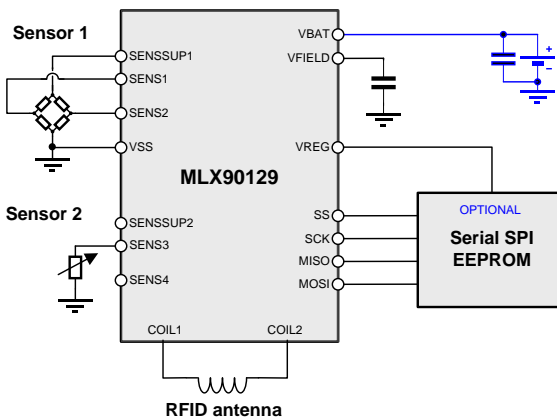 Sensor 1
SENSSUP1
SENS1
SENS2
VSS
Sensor 2
SENSSUP2
SENS3
SENS4
MLX90129
COIL1
COIL2
RFID antenna
VBAT
VFIELD
VREG
SS
SCK
MISO
MOSI
+
−
OPTIONAL
Serial SPI
EEPROM